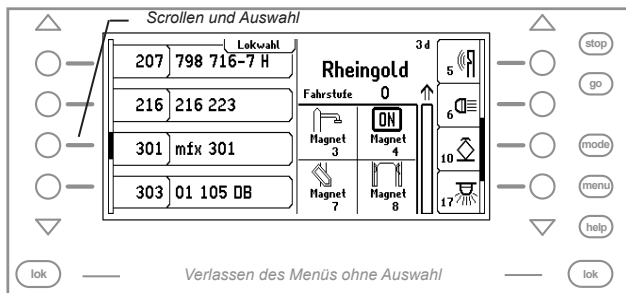 Scrollen und Auswahl
stop
go
mode
menu
help
Lokwahl
207 798 716-7 H
216 216 223
301 mfx 301
303 01 105 DB
3 d
Rheingold
Fahrstufe 0
ON
Magnet 3
Magnet 4
Magnet 7
Magnet 8
5
6
10
17
lok
Verlassen des Menüs ohne Auswahl
lok